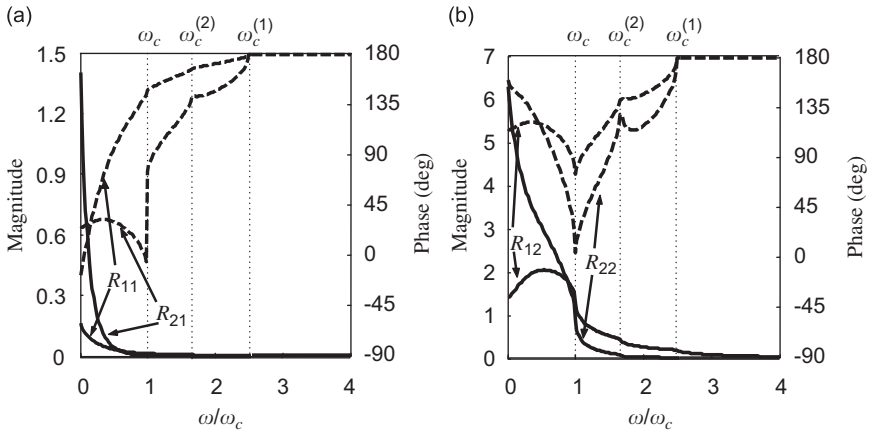 (a)
ω_c ω_c^(2) ω_c^(1)
1.5
1.2
0.9
0.6
0.3
0
Magnitude
180
135
90
45
0
-45
-90
Phase (deg)
R_11
R_21
0 1 2 3 4
ω/ω_c
(b)
ω_c ω_c^(2) ω_c^(1)
7
6
5
4
3
2
1
0
Magnitude
180
135
90
45
0
-45
-90
Phase (deg)
R_12
R_22
0 1 2 3 4
ω/ω_c